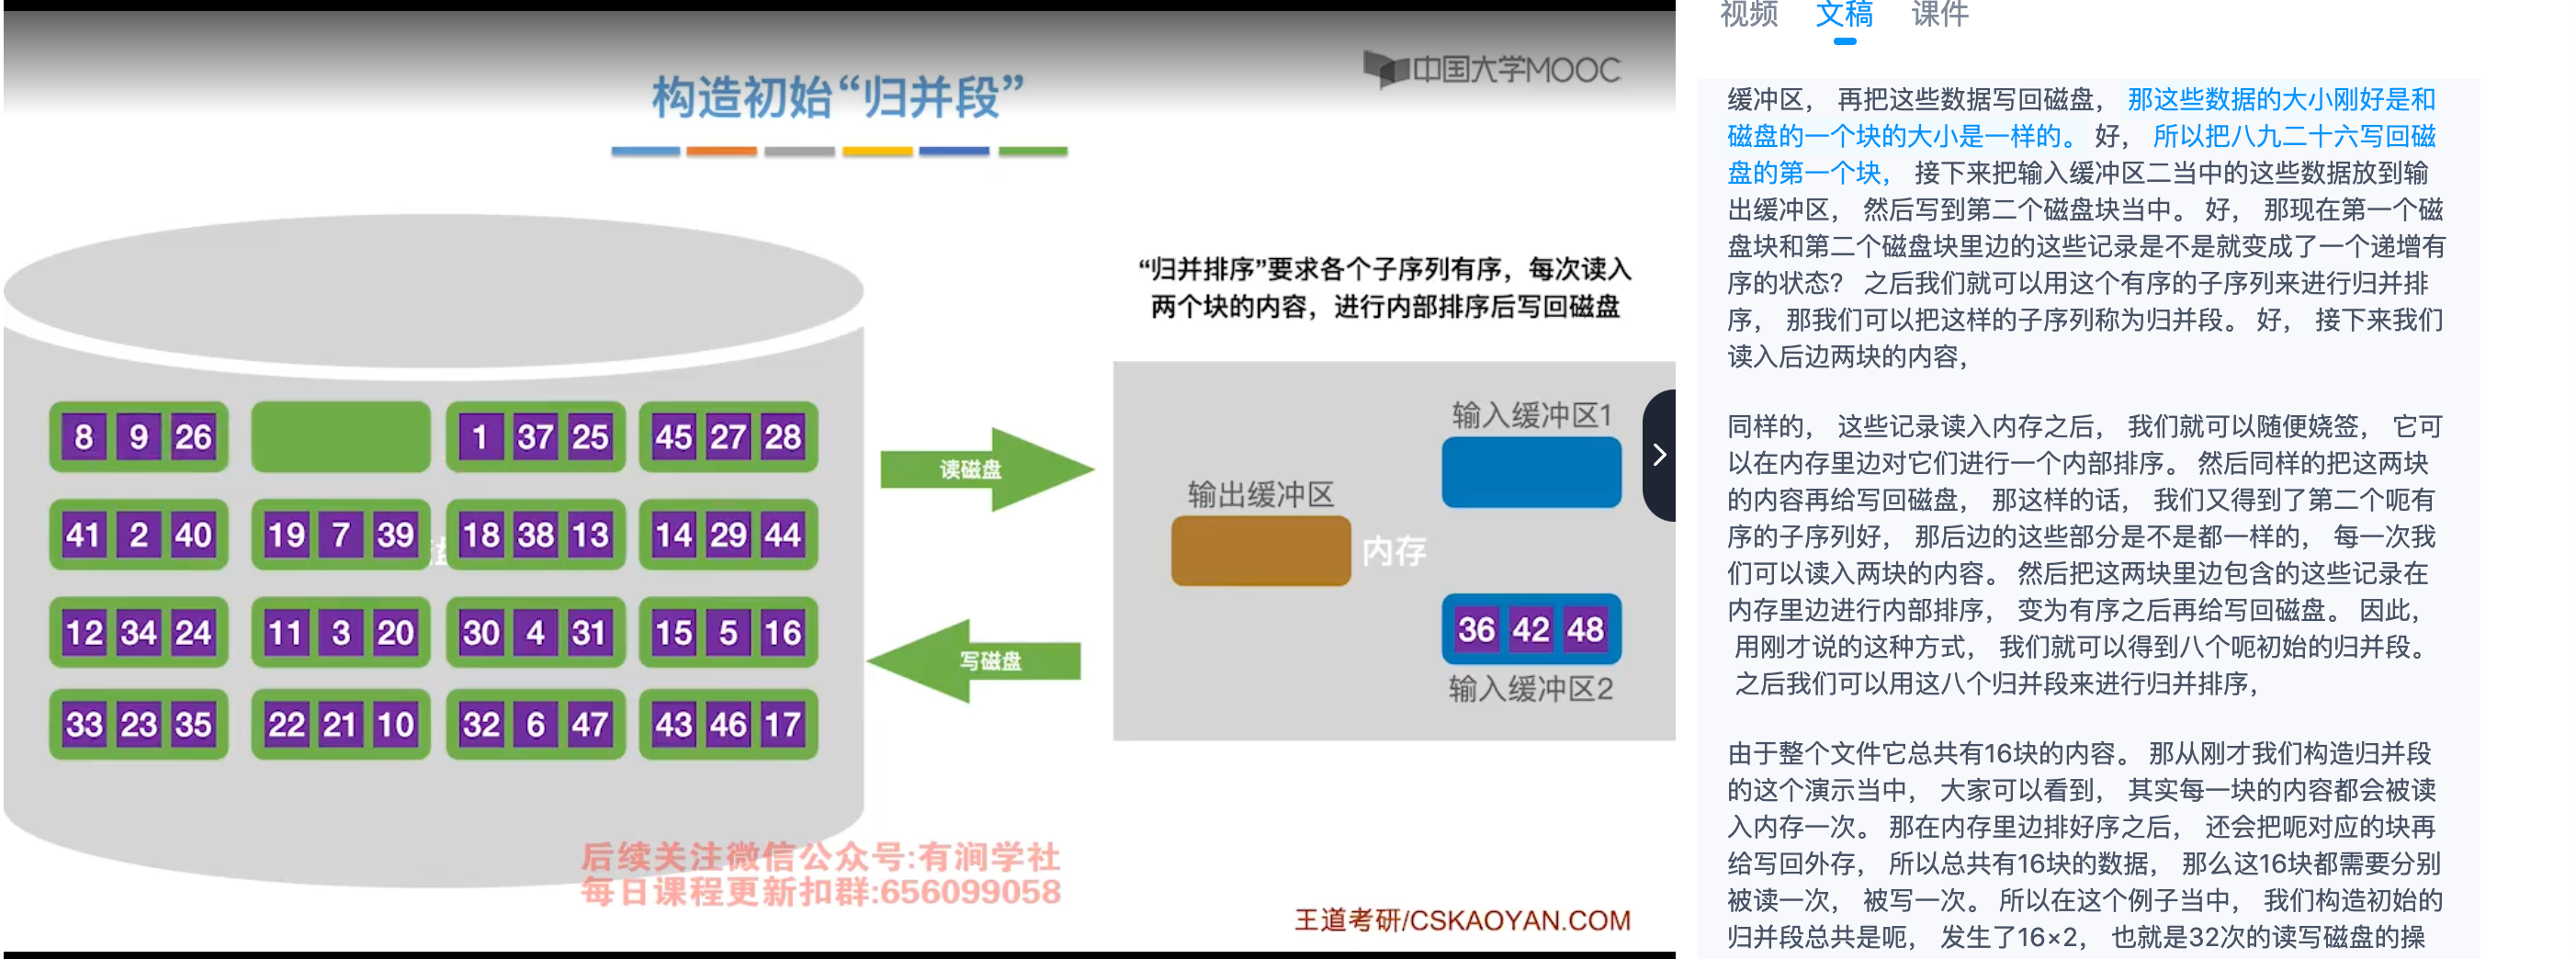 中国大学MOOC
构造初始“归并段”
“归并排序”要求各个子序列有序，每次读入
两个块的内容，进行内部排序后写回磁盘
8 9 26
1 37 25
45 27 28
41 2 40
19 7 39
18 38 13
14 29 44
12 34 24
11 3 20
30 4 31
15 5 16
33 23 35
22 21 10
32 6 47
43 46 17
读磁盘
写磁盘
输入缓冲区1
输出缓冲区
内存
36 42 48
输入缓冲区2
后续关注微信公众号:有涧学社
每日课程更新扣群:656099058
王道考研/CSKAOYAN.COM
视频 文稿 课件
缓冲区， 再把这些数据写回磁盘， 那这些数据的大小刚好是和
磁盘的一个块的大小是一样的。 好， 所以把八九二十六写回磁
盘的第一个块， 接下来把输入缓冲区二当中的这些数据放到输
出缓冲区， 然后写到第二个磁盘块当中。 好， 那现在第一个磁
盘块和第二个磁盘块里边的这些记录是不是就变成了一个递增有
序的状态？ 之后我们就可以用这个有序的子序列来进行归并排
序， 那我们可以把这样的子序列称为归并段。 好， 接下来我们
读入后边两块的内容，
同样的， 这些记录读入内存之后， 我们就可以随便娆签， 它可
以在内存里边对它们进行一个内部排序。 然后同样的把这两块
的内容再给写回磁盘， 那这样的话， 我们又得到了第二个呃有
序的子序列好， 那后边的这些部分是不是都一样的， 每一次我
们可以读入两块的内容。 然后把这两块里边包含的这些记录在
内存里边进行内部排序， 变为有序之后再给写回磁盘。 因此，
用刚才说的这种方式， 我们就可以得到八个呃初始的归并段。
之后我们可以用这八个归并段来进行归并排序，
由于整个文件它总共有16块的内容。 那从刚才我们构造归并段
的这个演示当中， 大家可以看到， 其实每一块的内容都会被读
入内存一次。 那在内存里边排好序之后， 还会把呃对应的块再
给写回外存， 所以总共有16块的数据， 那么这16块都需要分别
被读一次， 被写一次。 所以在这个例子当中， 我们构造初始的
归并段总共是呃， 发生了16×2， 也就是32次的读写磁盘的操